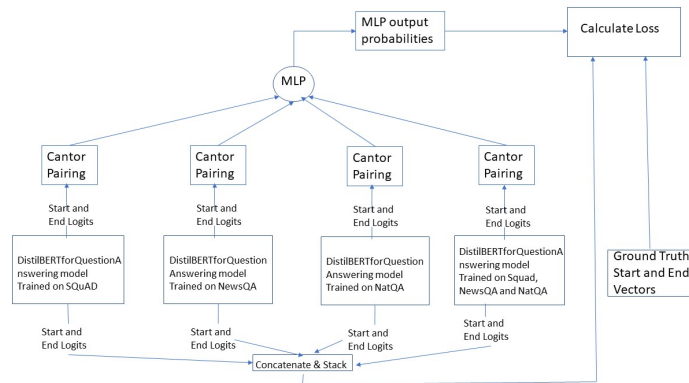 MLP output
probabilities
Calculate Loss
MLP
Cantor
Pairing
Cantor
Pairing
Cantor
Pairing
Cantor
Pairing
Start and
End Logits
Start and
End Logits
Start and
End Logits
Start and
End Logits
DistilBERTforQuestionA
nswering model
Trained on SQuAD
DistilBERTforQuestion
Answering model
Trained on NewsQA
DistilBERTforQuestion
Answering model
Trained on NatQA
DistilBERTforQuestionA
nswering model
Trained on Squad,
NewsQA and NatQA
Ground Truth
Start and End
Vectors
Start and
End Logits
Start and
End Logits
Start and
End Logits
Start and
End Logits
Concatenate & Stack